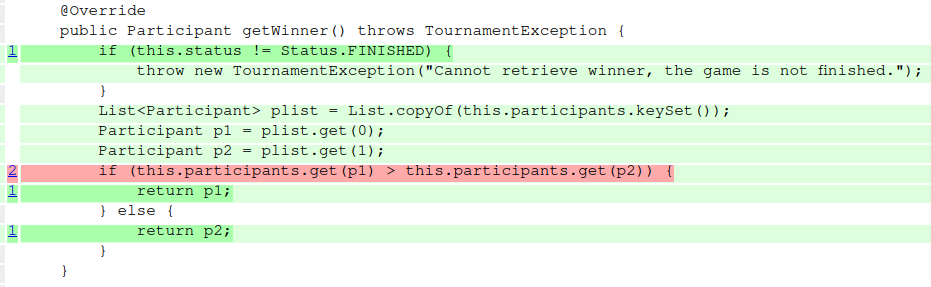 @Override
public Participant getWinner() throws TournamentException {
1 if (this.status != Status.FINISHED) {
throw new TournamentException("Cannot retrieve winner, the game is not finished.");
}
List<Participant> plist = List.copyOf(this.participants.keySet());
Participant p1 = plist.get(0);
Participant p2 = plist.get(1);
2 if (this.participants.get(p1) > this.participants.get(p2)) {
1 return p1;
} else {
1 return p2;
}
}